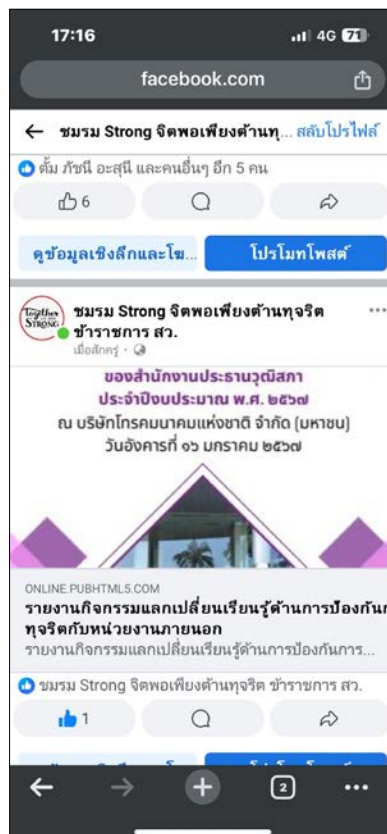 17:16
4G 71
facebook.com
ชมรม Strong จิตพอเพียงต้านทุ... สลับโปรไฟล์
ตั้ม ภัชนี อะสุนี และคนอื่นๆ อีก 5 คน
6
ดูข้อมูลเชิงลึกและโฆ... โปรโมทโพสต์
Together
STRONG
ชมรม Strong จิตพอเพียงต้านทุจริต
ข้าราชการ สว.
เมื่อสักครู่
ของสำนักงานประธานวุฒิสภา
ประจำปีงบประมาณ พ.ศ. ๒๕๖๗
ณ บริษัทโทรคมนาคมแห่งชาติ จำกัด (มหาชน)
วันอังคารที่ ๑๖ มกราคม ๒๕๖๗
ONLINE.PUBHTML5.COM
รายงานกิจกรรมแลกเปลี่ยนเรียนรู้ด้านการป้องกันก
ทุจริตกับหน่วยงานภายนอก
รายงานกิจกรรมแลกเปลี่ยนเรียนรู้ด้านการป้องกันการ...
ชมรม Strong จิตพอเพียงต้านทุจริต ข้าราชการ สว.
1
2